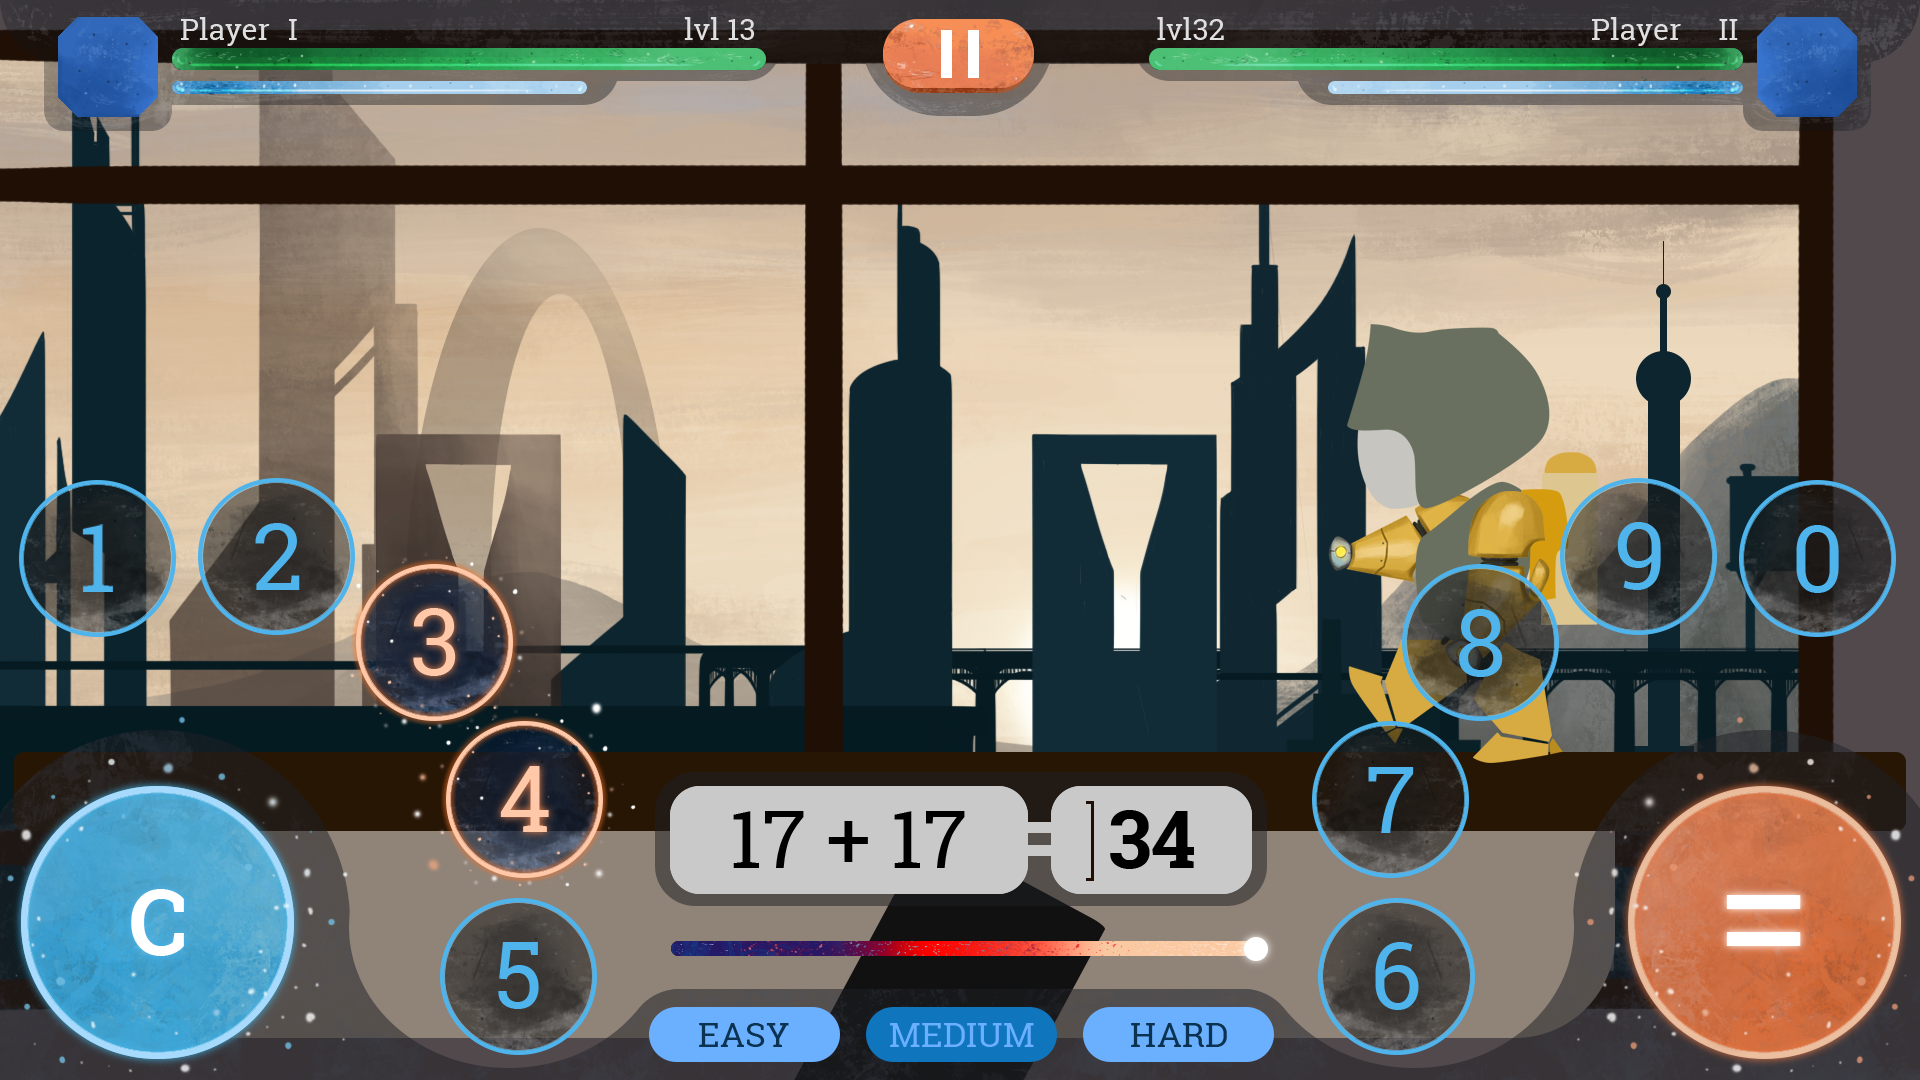 Player I lvl 13
lvl32 Player II
1 2 9 0
3 8
4 7
17 + 17 = 34
C =
5 6
EASY MEDIUM HARD